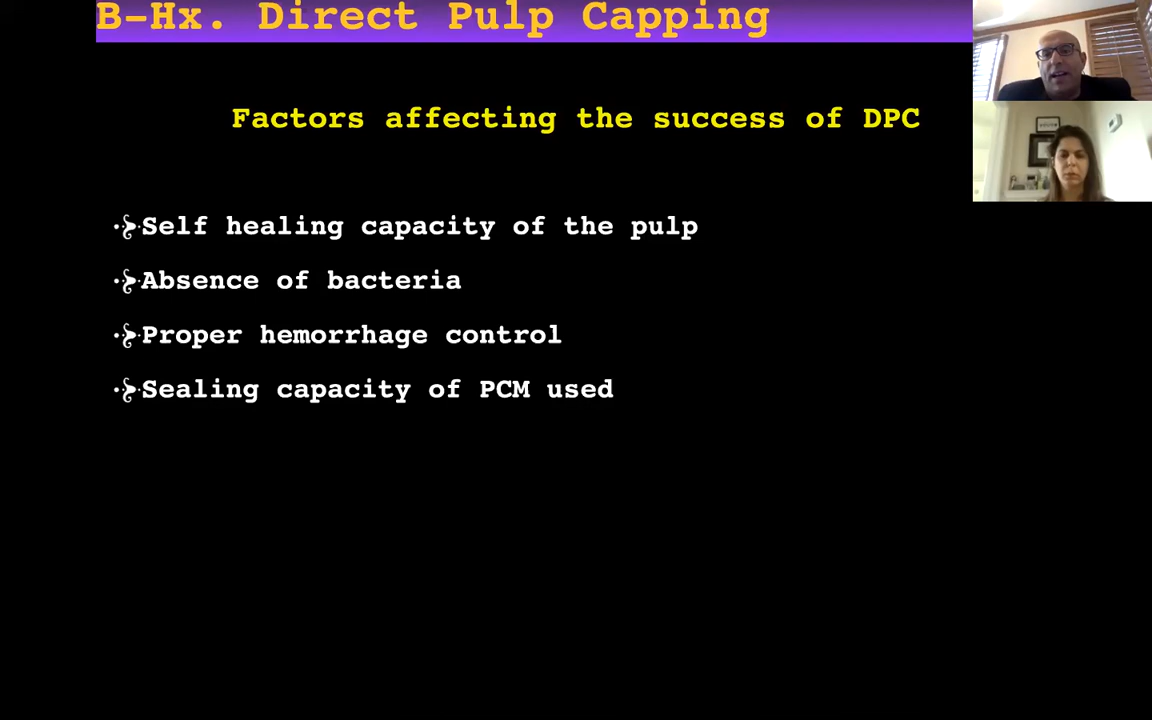 B-Hx. Direct Pulp Capping
Factors affecting the success of DPC
Self healing capacity of the pulp
Absence of bacteria
Proper hemorrhage control
Sealing capacity of PCM used